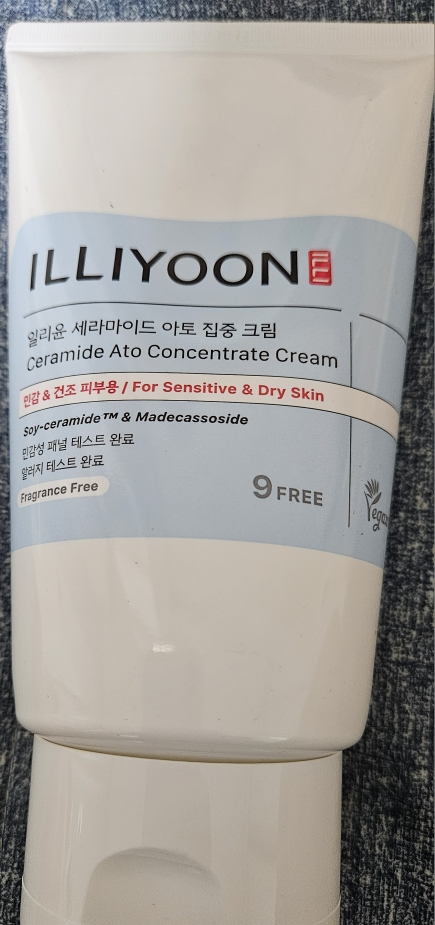 ILLIYOON
일리윤 세라마이드 아토 집중 크림
Ceramide Ato Concentrate Cream
민감 & 건조 피부용 / For Sensitive & Dry Skin
Soy-ceramide™ & Madecassoside
민감성 패널 테스트 완료
알러지 테스트 완료
Fragrance Free
9 FREE
Vegan